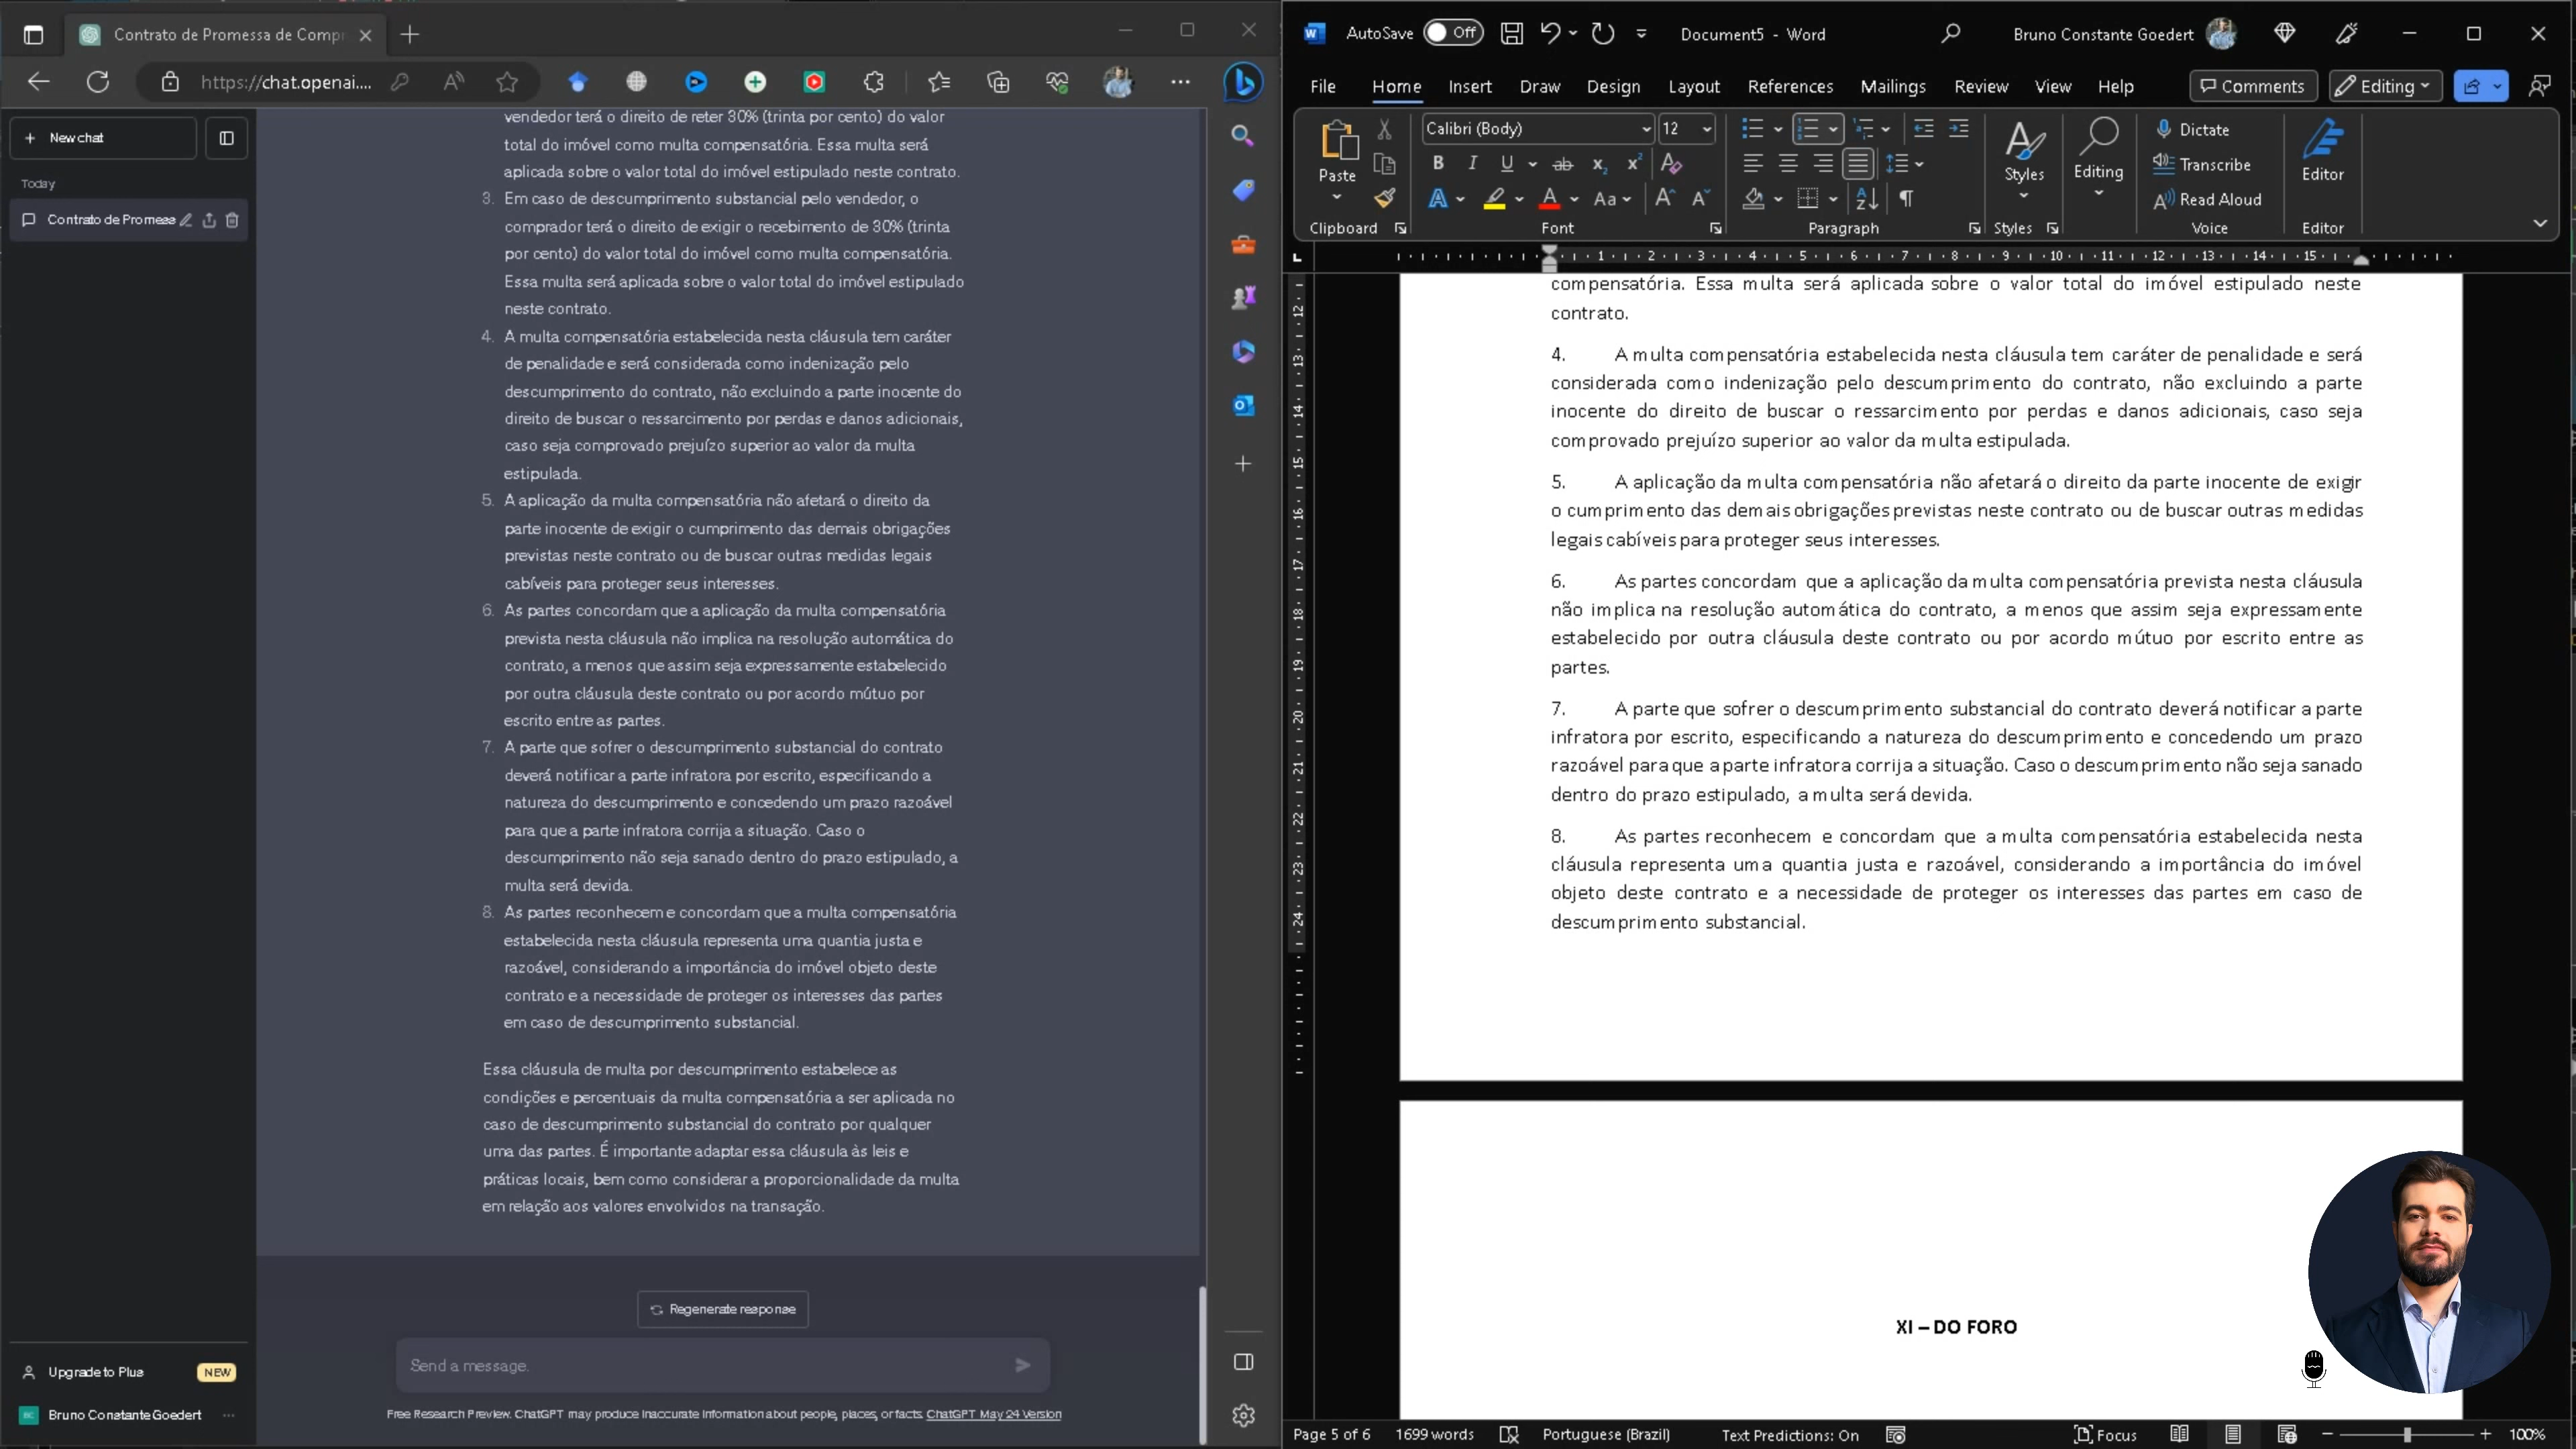 Contrato de Promessa de Compr
https://chat.openai....
New chat
Today
Contrato de Promess
vendedor terá o direito de reter 30% (trinta por cento) do valor
total do imóvel como multa compensatória. Essa multa será
aplicada sobre o valor total do imóvel estipulado neste contrato.
3. Em caso de descumprimento substancial pelo vendedor, o
comprador terá o direito de exigir o recebimento de 30% (trinta
por cento) do valor total do imóvel como multa compensatória.
Essa multa será aplicada sobre o valor total do imóvel estipulado
neste contrato.
4. A multa compensatória estabelecida nesta cláusula tem caráter
de penalidade e será considerada como indenização pelo
descumprimento do contrato, não excluindo a parte inocente do
direito de buscar o ressarcimento por perdas e danos adicionais,
caso seja comprovado prejuízo superior ao valor da multa
estipulada.
5. A aplicação da multa compensatória não afetará o direito da
parte inocente de exigir o cumprimento das demais obrigações
previstas neste contrato ou de buscar outras medidas legais
cabíveis para proteger seus interesses.
6. As partes concordam que a aplicação da multa compensatória
prevista nesta cláusula não implica na resolução automática do
contrato, a menos que assim seja expressamente estabelecido
por outra cláusula deste contrato ou por acordo mútuo por
escrito entre as partes.
7. A parte que sofrer o descumprimento substancial do contrato
deverá notificar a parte infratora por escrito, especificando a
natureza do descumprimento e concedendo um prazo razoável
para que a parte infratora corrija a situação. Caso o
descumprimento não seja sanado dentro do prazo estipulado, a
multa será devida.
8. As partes reconhecem e concordam que a multa compensatória
estabelecida nesta cláusula representa uma quantia justa e
razoável, considerando a importância do imóvel objeto deste
contrato e a necessidade de proteger os interesses das partes
em caso de descumprimento substancial.
Essa cláusula de multa por descumprimento estabelece as
condições e percentuais da multa compensatória a ser aplicada no
caso de descumprimento substancial do contrato por qualquer
uma das partes. É importante adaptar essa cláusula às leis e
práticas locais, bem como considerar a proporcionalidade da multa
em relação aos valores envolvidos na transação.
Regenerate response
Send a message.
Free Research Preview. ChatGPT may produce inaccurate information about people, places, or facts. ChatGPT May 24 Version
Upgrade to Plus NEW
BC Bruno Constante Goedert
AutoSave Off Document5 - Word Bruno Constante Goedert
File Home Insert Draw Design Layout References Mailings Review View Help Comments Editing
Paste Calibri (Body) 12 Styles Editing Dictate Transcribe Read Aloud Editor
Clipboard Font Paragraph Styles Voice Editor
1 2 3 4 5 6 7 8 9 10 11 12 13 14 15
12 13 14 15 16 17 18 19 20 21 22 23 24
compensatória. Essa multa será aplicada sobre o valor total do imóvel estipulado neste
contrato.
4. A multa compensatória estabelecida nesta cláusula tem caráter de penalidade e será
considerada como indenização pelo descumprimento do contrato, não excluindo a parte
inocente do direito de buscar o ressarcimento por perdas e danos adicionais, caso seja
comprovado prejuízo superior ao valor da multa estipulada.
5. A aplicação da multa compensatória não afetará o direito da parte inocente de exigir
o cumprimento das demais obrigações previstas neste contrato ou de buscar outras medidas
legais cabíveis para proteger seus interesses.
6. As partes concordam que a aplicação da multa compensatória prevista nesta cláusula
não implica na resolução automática do contrato, a menos que assim seja expressamente
estabelecido por outra cláusula deste contrato ou por acordo mútuo por escrito entre as
partes.
7. A parte que sofrer o descumprimento substancial do contrato deverá notificar a parte
infratora por escrito, especificando a natureza do descumprimento e concedendo um prazo
razoável para que a parte infratora corrija a situação. Caso o descumprimento não seja sanado
dentro do prazo estipulado, a multa será devida.
8. As partes reconhecem e concordam que a multa compensatória estabelecida nesta
cláusula representa uma quantia justa e razoável, considerando a importância do imóvel
objeto deste contrato e a necessidade de proteger os interesses das partes em caso de
descumprimento substancial.
XI – DO FORO
Page 5 of 6 1699 words Portuguese (Brazil) Text Predictions: On Focus 100%